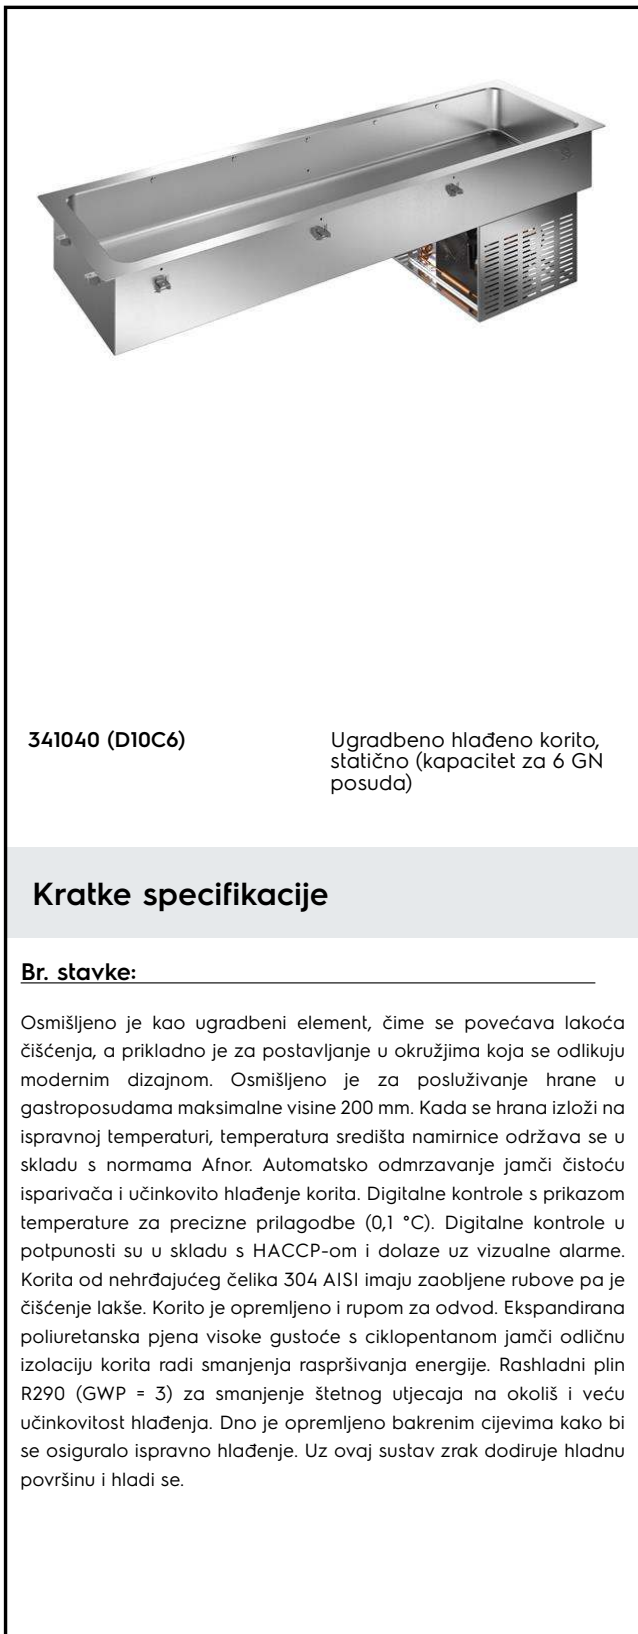 341040 (D10C6)
Ugradbeno hlađeno korito,
statično (kapacitet za 6 GN
posuda)
Kratke specifikacije
Br. stavke:
Osmišljeno je kao ugradbeni element, čime se povećava lakoća
čišćenja, a prikladno je za postavljanje u okružjima koja se odlikuju
modernim dizajnom. Osmišljeno je za posluživanje hrane u
gastroposudama maksimalne visine 200 mm. Kada se hrana izloži na
ispravnoj temperaturi, temperatura središta namirnice održava se u
skladu s normama Afnor. Automatsko odmrzavanje jamči čistoću
isparivača i učinkovito hlađenje korita. Digitalne kontrole s prikazom
temperature za precizne prilagodbe (0,1 °C). Digitalne kontrole u
potpunosti su u skladu s HACCP-om i dolaze uz vizualne alarme.
Korita od nehrđajućeg čelika 304 AISI imaju zaobljene rubove pa je
čišćenje lakše. Korito je opremljeno i rupom za odvod. Ekspandirana
poliuretanska pjena visoke gustoće s ciklopentanom jamči odličnu
izolaciju korita radi smanjenja raspršivanja energije. Rashladni plin
R290 (GWP = 3) za smanjenje štetnog utjecaja na okoliš i veću
učinkovitost hlađenja. Dno je opremljeno bakrenim cijevima kako bi
se osiguralo ispravno hlađenje. Uz ovaj sustav zrak dodiruje hladnu
površinu i hladi se.